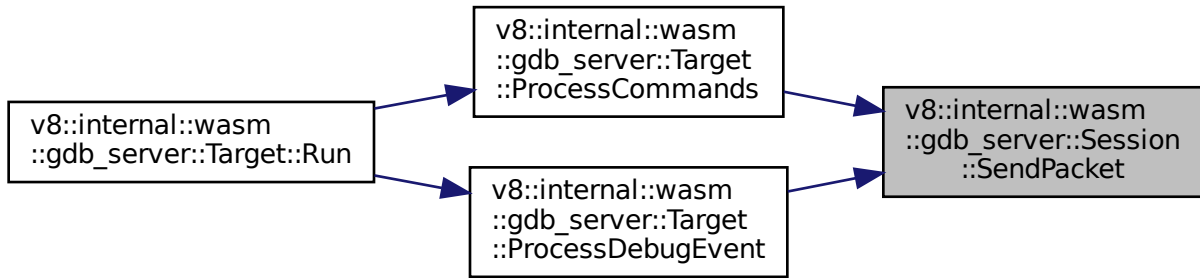 v8::internal::wasm
::gdb_server::Target::Run
v8::internal::wasm
::gdb_server::Target
::ProcessCommands
v8::internal::wasm
::gdb_server::Target
::ProcessDebugEvent
v8::internal::wasm
::gdb_server::Session
::SendPacket